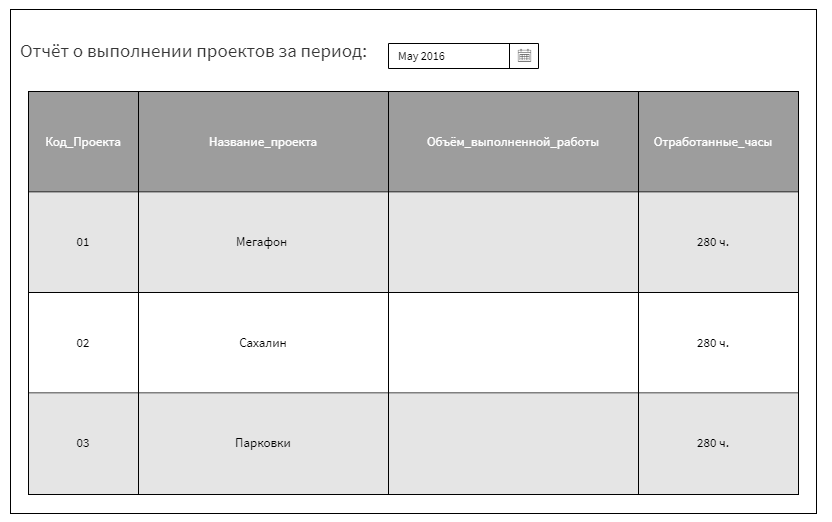 Отчёт о выполнении проектов за период: May 2016
Код_Проекта Название_проекта Объём_выполненной_работы Отработанные_часы
01 Мегафон 280 ч.
02 Сахалин 280 ч.
03 Парковки 280 ч.